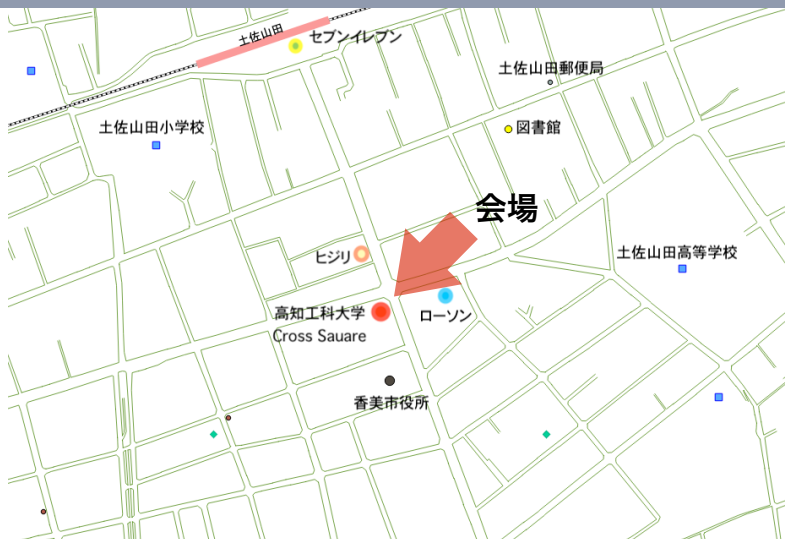 土佐山田
セブンイレブン
土佐山田郵便局
土佐山田小学校
図書館
会場
ヒジリ
土佐山田高等学校
高知工科大学
Cross Sauare
ローソン
香美市役所